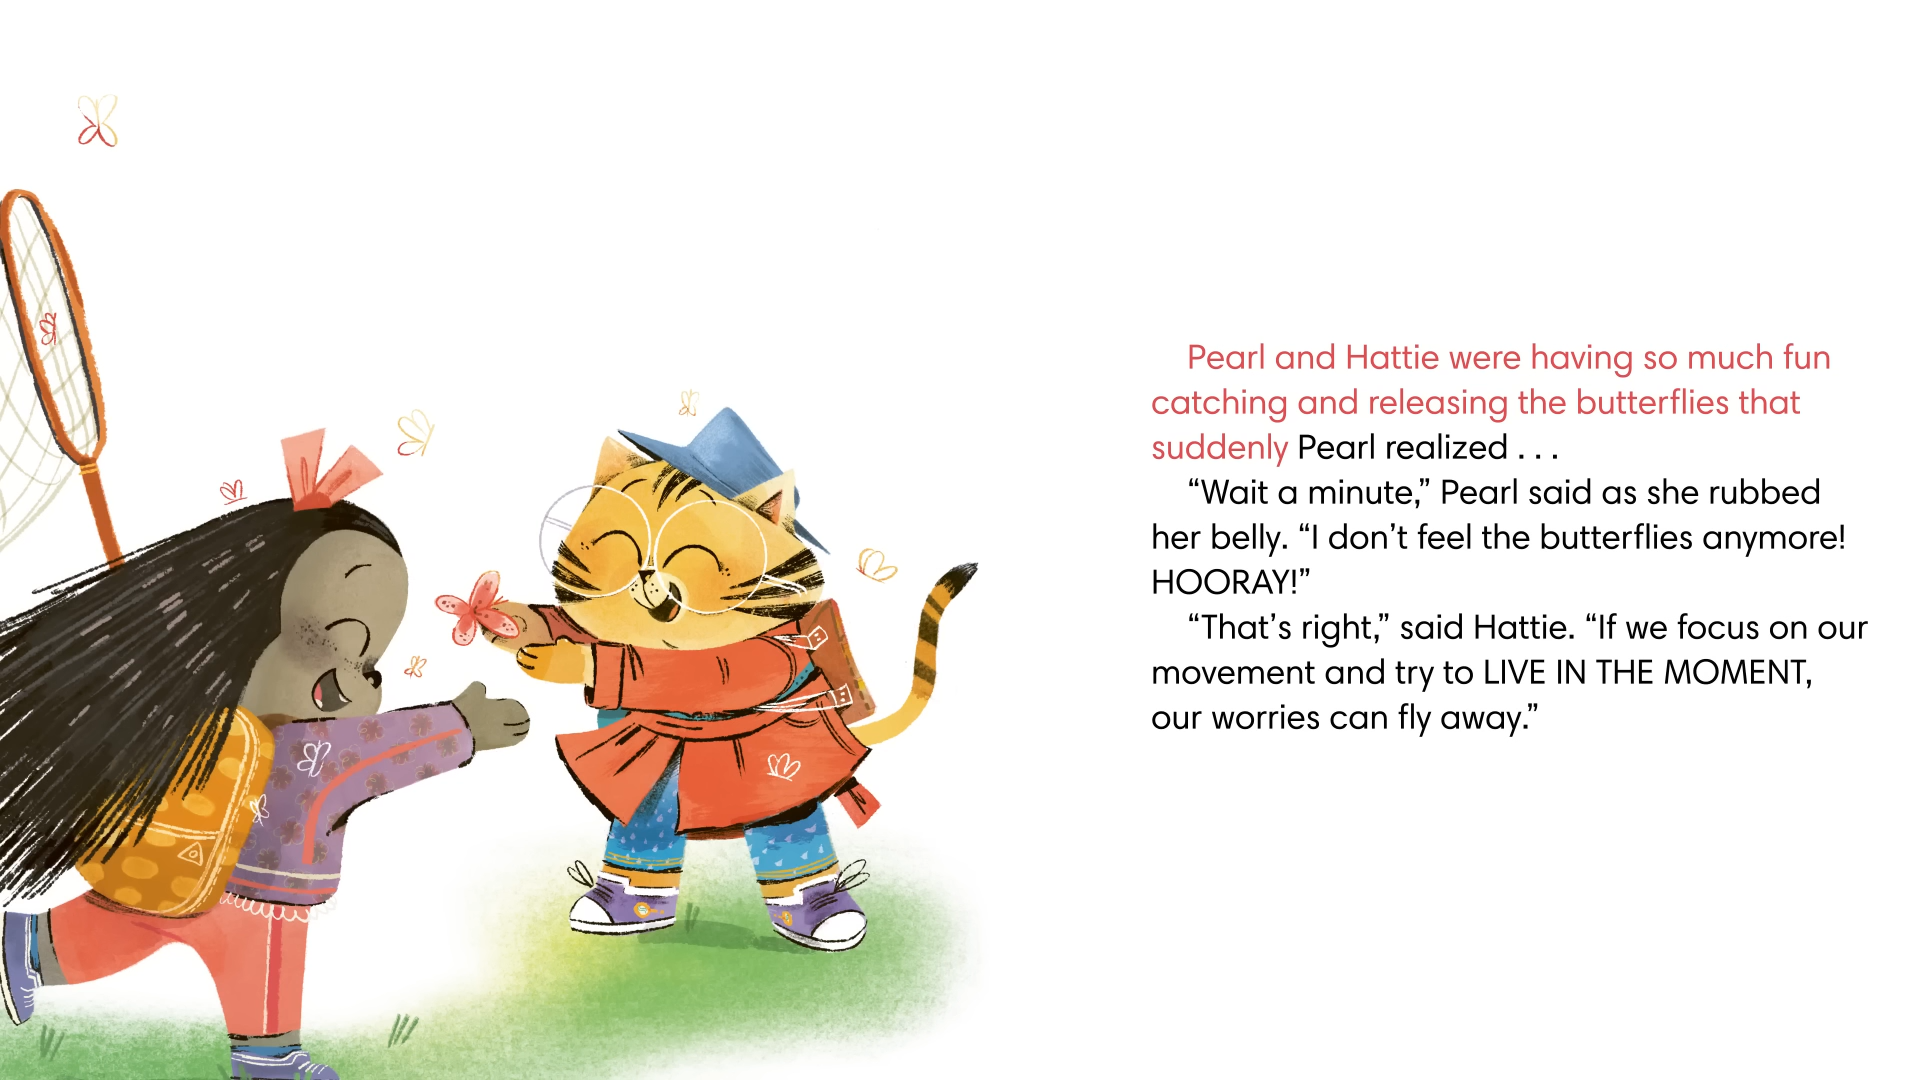 Pearl and Hattie were having so much fun
catching and releasing the butterflies that
suddenly Pearl realized . . .
“Wait a minute,” Pearl said as she rubbed
her belly. “I don’t feel the butterflies anymore!
HOORAY!”
“That’s right,” said Hattie. “If we focus on our
movement and try to LIVE IN THE MOMENT,
our worries can fly away.”